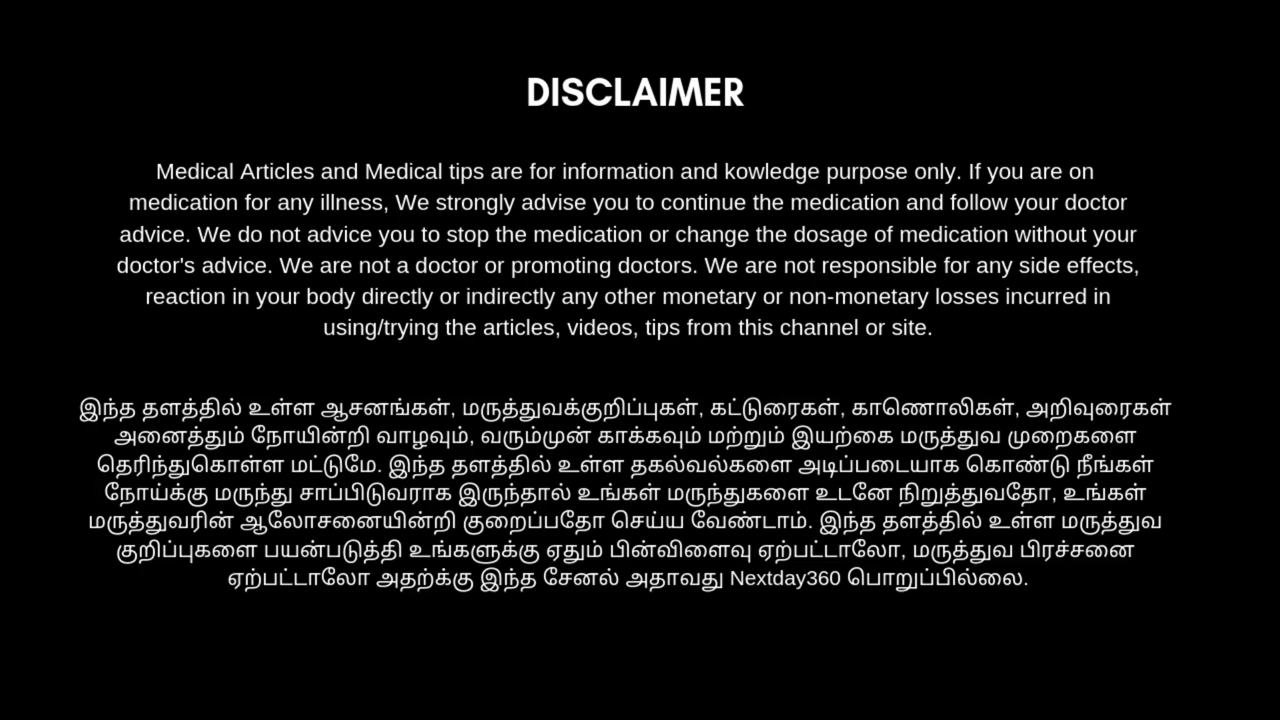 DISCLAIMER
Medical Articles and Medical tips are for information and kowledge purpose only. If you are on
medication for any illness, We strongly advise you to continue the medication and follow your doctor
advice. We do not advice you to stop the medication or change the dosage of medication without your
doctor's advice. We are not a doctor or promoting doctors. We are not responsible for any side effects,
reaction in your body directly or indirectly any other monetary or non-monetary losses incurred in
using/trying the articles, videos, tips from this channel or site.
இந்த தளத்தில் உள்ள ஆசனங்கள், மருத்துவக்குறிப்புகள், கட்டுரைகள், காணொலிகள், அறிவுரைகள்
அனைத்தும் நோயின்றி வாழவும், வரும்முன் காக்கவும் மற்றும் இயற்கை மருத்துவ முறைகளை
தெரிந்துகொள்ள மட்டுமே. இந்த தளத்தில் உள்ள தகல்வல்களை அடிப்படையாக கொண்டு நீங்கள்
நோய்க்கு மருந்து சாப்பிடுவராக இருந்தால் உங்கள் மருந்துகளை உடனே நிறுத்துவதோ, உங்கள்
மருத்துவரின் ஆலோசனையின்றி குறைப்பதோ செய்ய வேண்டாம். இந்த தளத்தில் உள்ள மருத்துவ
குறிப்புகளை பயன்படுத்தி உங்களுக்கு ஏதும் பின்விளைவு ஏற்பட்டாலோ, மருத்துவ பிரச்சனை
ஏற்பட்டாலோ அதற்க்கு இந்த சேனல் அதாவது Nextday360 பொறுப்பில்லை.